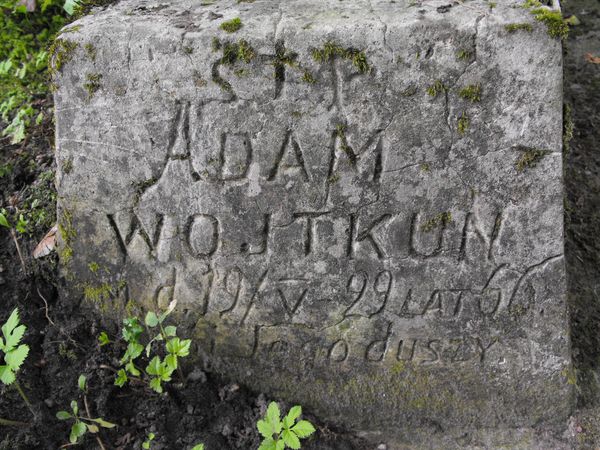 Ś † P
ADAM
WOJTKUN
d. 19/V-29 LAT 66.
duszy.